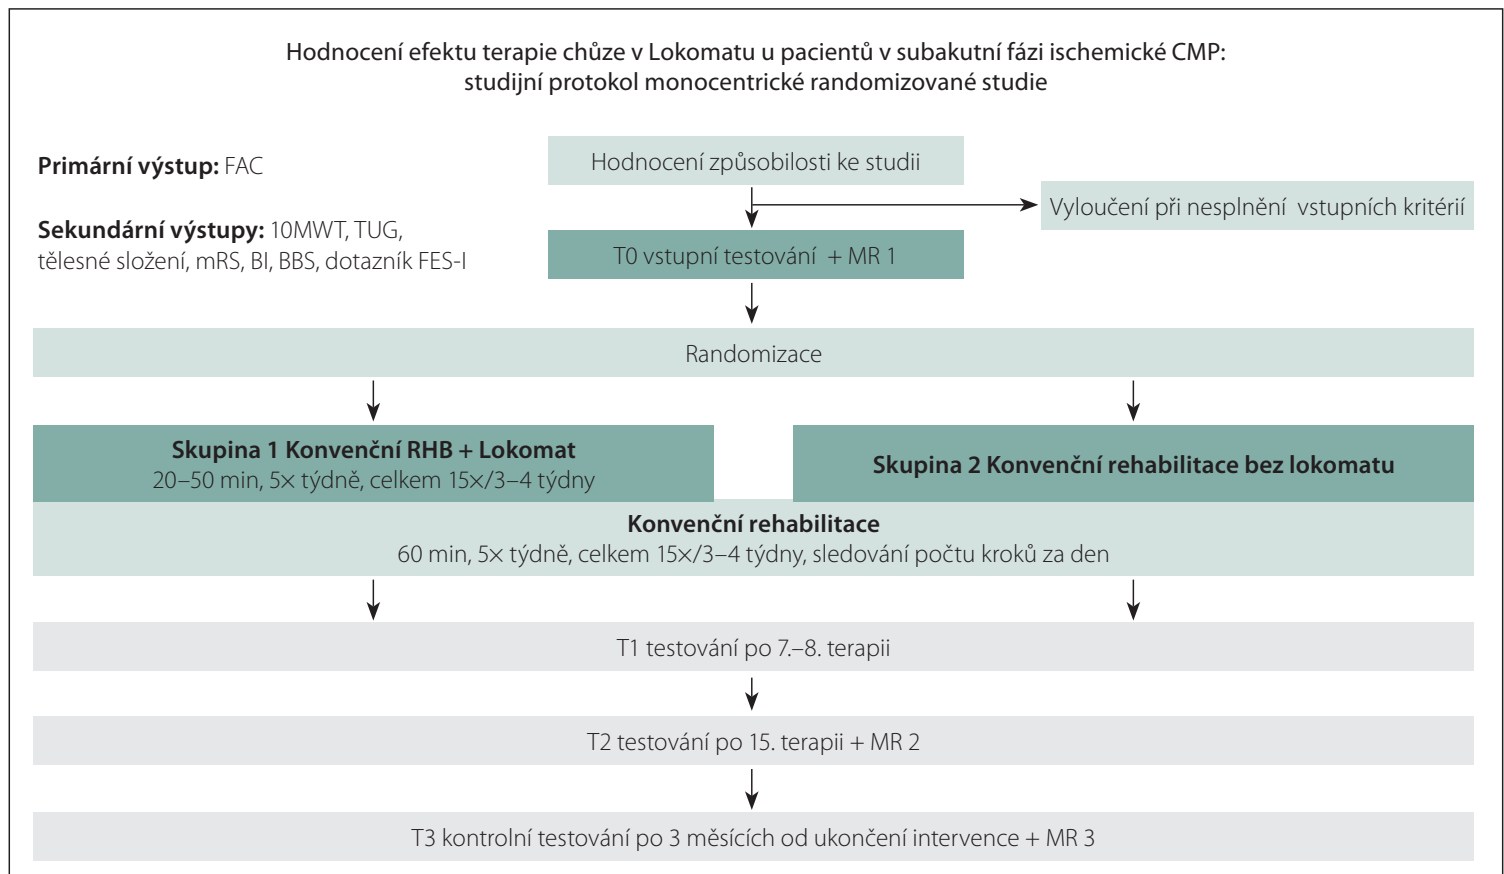 Hodnocení efektu terapie chůze v Lokomatu u pacientů v subakutní fázi ischemické CMP:
studijní protokol monocentrické randomizované studie
Primární výstup: FAC
Sekundární výstupy: 10MWT, TUG,
tělesné složení, mRS, BI, BBS, dotazník FES-I
Hodnocení způsobilosti ke studii
Vyloučení při nesplnění vstupních kritérií
T0 vstupní testování + MR 1
Randomizace
Skupina 1 Konvenční RHB + Lokomat
20–50 min, 5× týdně, celkem 15×/3–4 týdny
Skupina 2 Konvenční rehabilitace bez lokomatu
Konvenční rehabilitace
60 min, 5× týdně, celkem 15×/3–4 týdny, sledování počtu kroků za den
T1 testování po 7.–8. terapii
T2 testování po 15. terapii + MR 2
T3 kontrolní testování po 3 měsících od ukončení intervence + MR 3